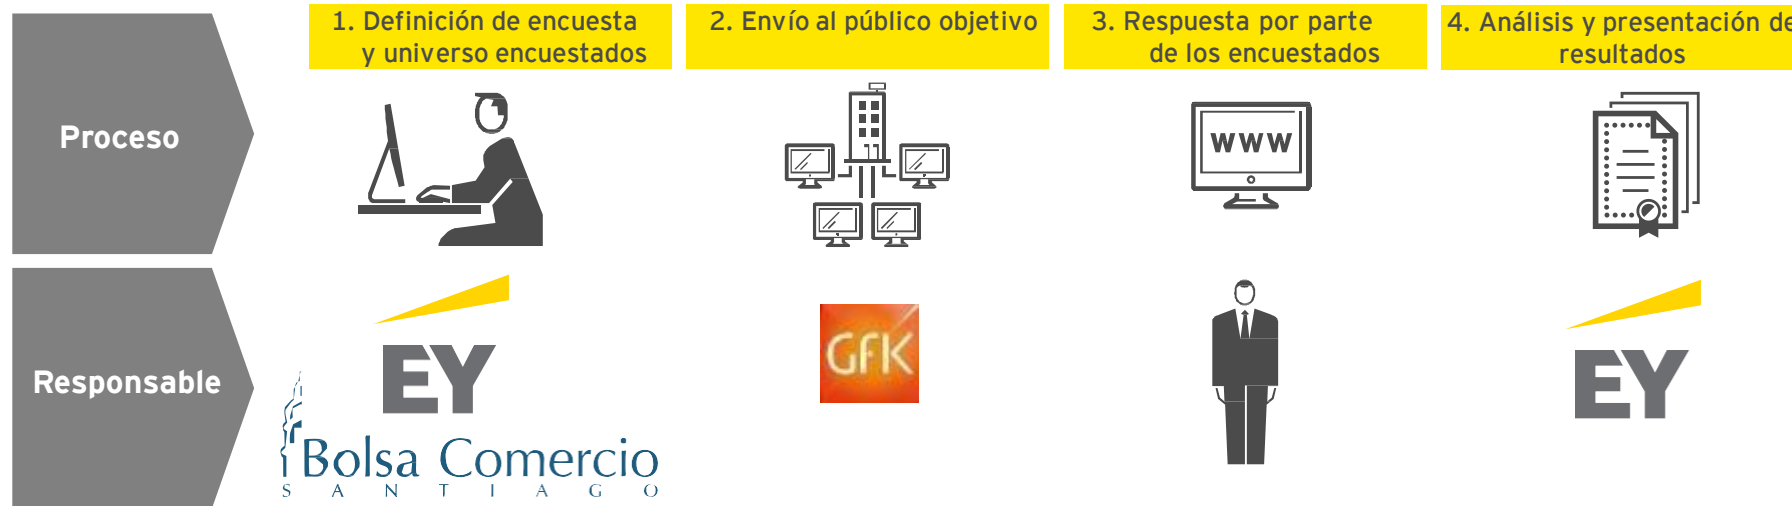 1. Definición de encuesta
y universo encuestados
2. Envío al público objetivo
3. Respuesta por parte
de los encuestados
4. Análisis y presentación de
resultados
Proceso
WWW
Responsable
EY
Bolsa Comercio
SANTIAGO
GfK
EY